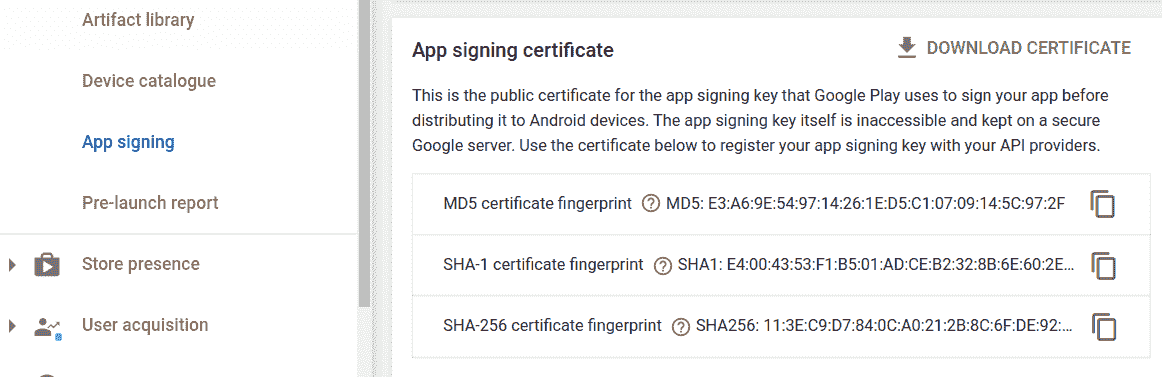 Artifact library
Device catalogue
App signing
Pre-launch report
Store presence
User acquisition
App signing certificate
DOWNLOAD CERTIFICATE
This is the public certificate for the app signing key that Google Play uses to sign your app before
distributing it to Android devices. The app signing key itself is inaccessible and kept on a secure
Google server. Use the certificate below to register your app signing key with your API providers.
MD5 certificate fingerprint ? MD5: E3:A6:9E:54:97:14:26:1E:D5:C1:07:09:14:5C:97:2F
SHA-1 certificate fingerprint ? SHA1: E4:00:43:53:F1:B5:01:AD:CE:B2:32:8B:6E:60:2E...
SHA-256 certificate fingerprint ? SHA256: 11:3E:C9:D7:84:0C:A0:21:2B:8C:6F:DE:92:...